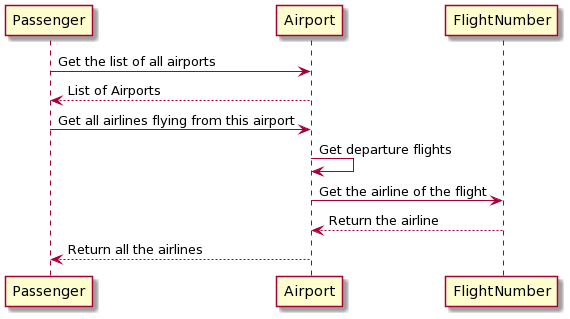 Passenger
Airport
FlightNumber
Get the list of all airports
List of Airports
Get all airlines flying from this airport
Get departure flights
Get the airline of the flight
Return the airline
Return all the airlines
Passenger
Airport
FlightNumber